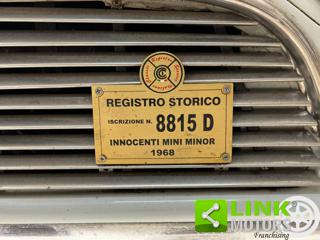 REGISTRO STORICO
ISCRIZIONE N. 8815 D
INNOCENTI MINI MINOR
1968
LINK
MOTORS
Franchising